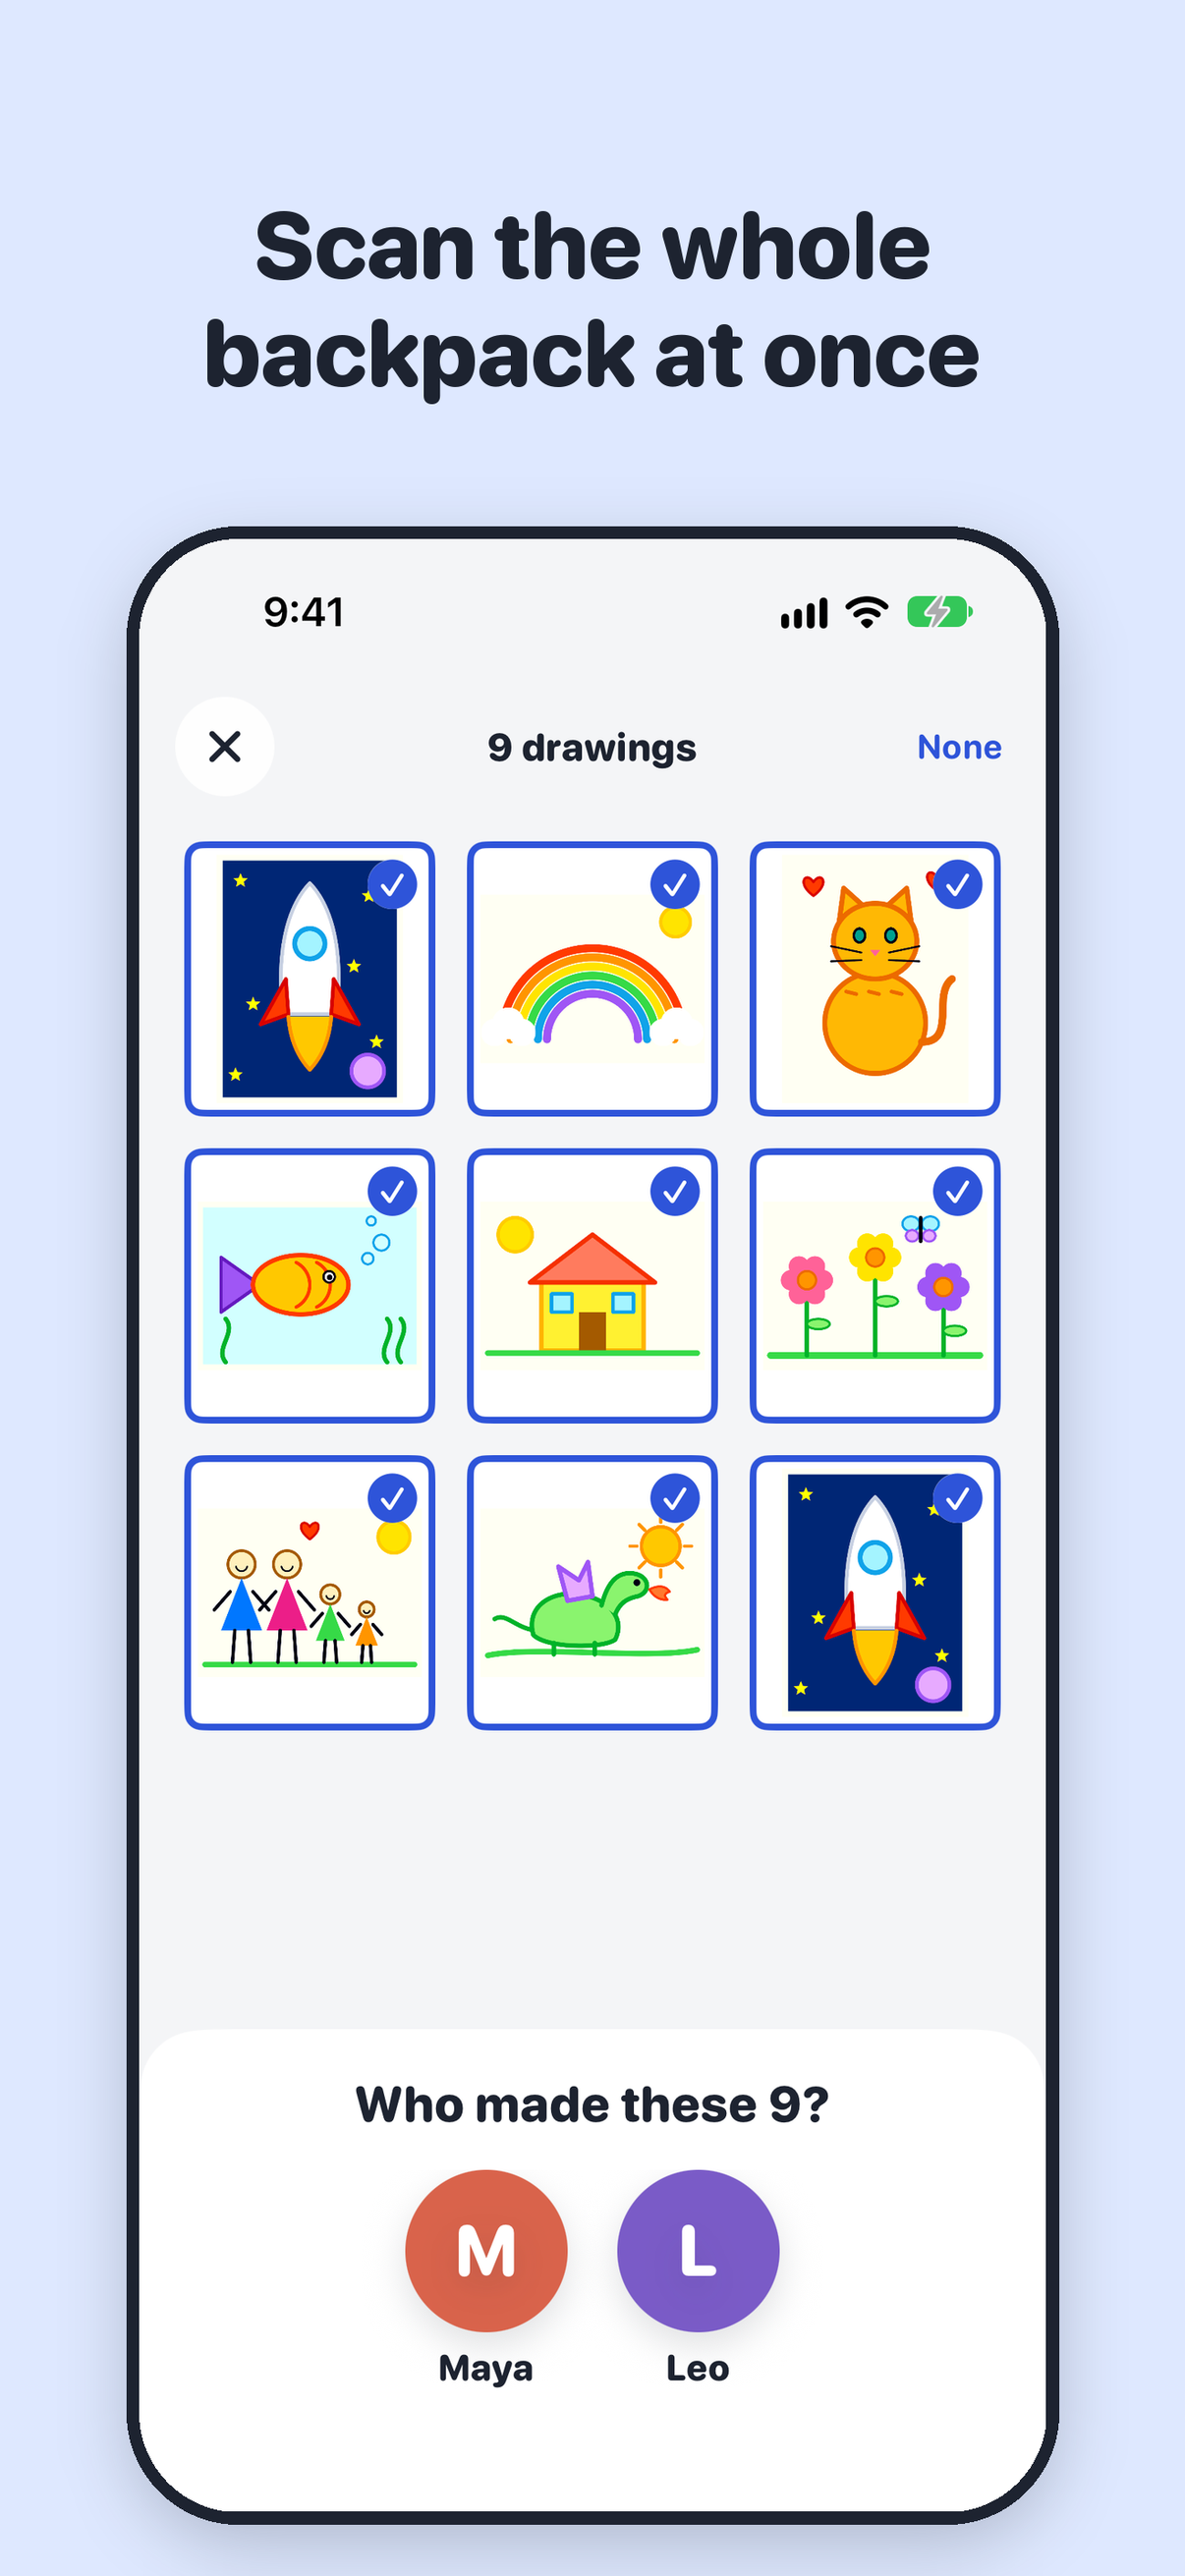 Scan the whole
backpack at once
9:41
9 drawings
None
Who made these 9?
M
L
Maya
Leo